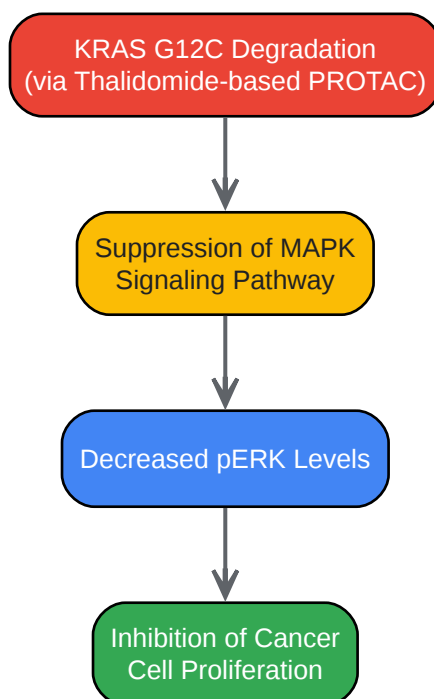 KRAS G12C Degradation
(via Thalidomide-based PROTAC)
Suppression of MAPK
Signaling Pathway
Decreased pERK Levels
Inhibition of Cancer
Cell Proliferation